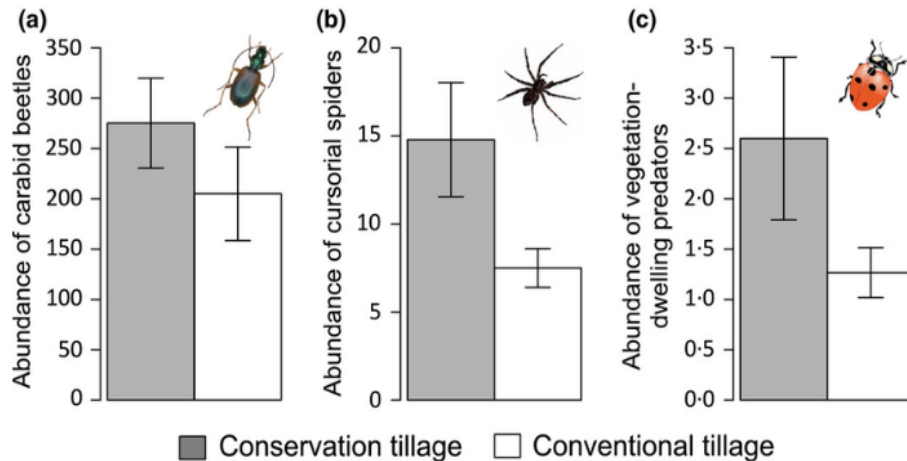 (a)
Abundance of carabid beetles
350
300
250
200
150
100
50
0
(b)
Abundance of cursorial spiders
20
15
10
5
0
(c)
Abundance of vegetation-
dwelling predators
3·5
3·0
2·5
2·0
1·5
1·0
0·5
0·0
Conservation tillage
Conventional tillage